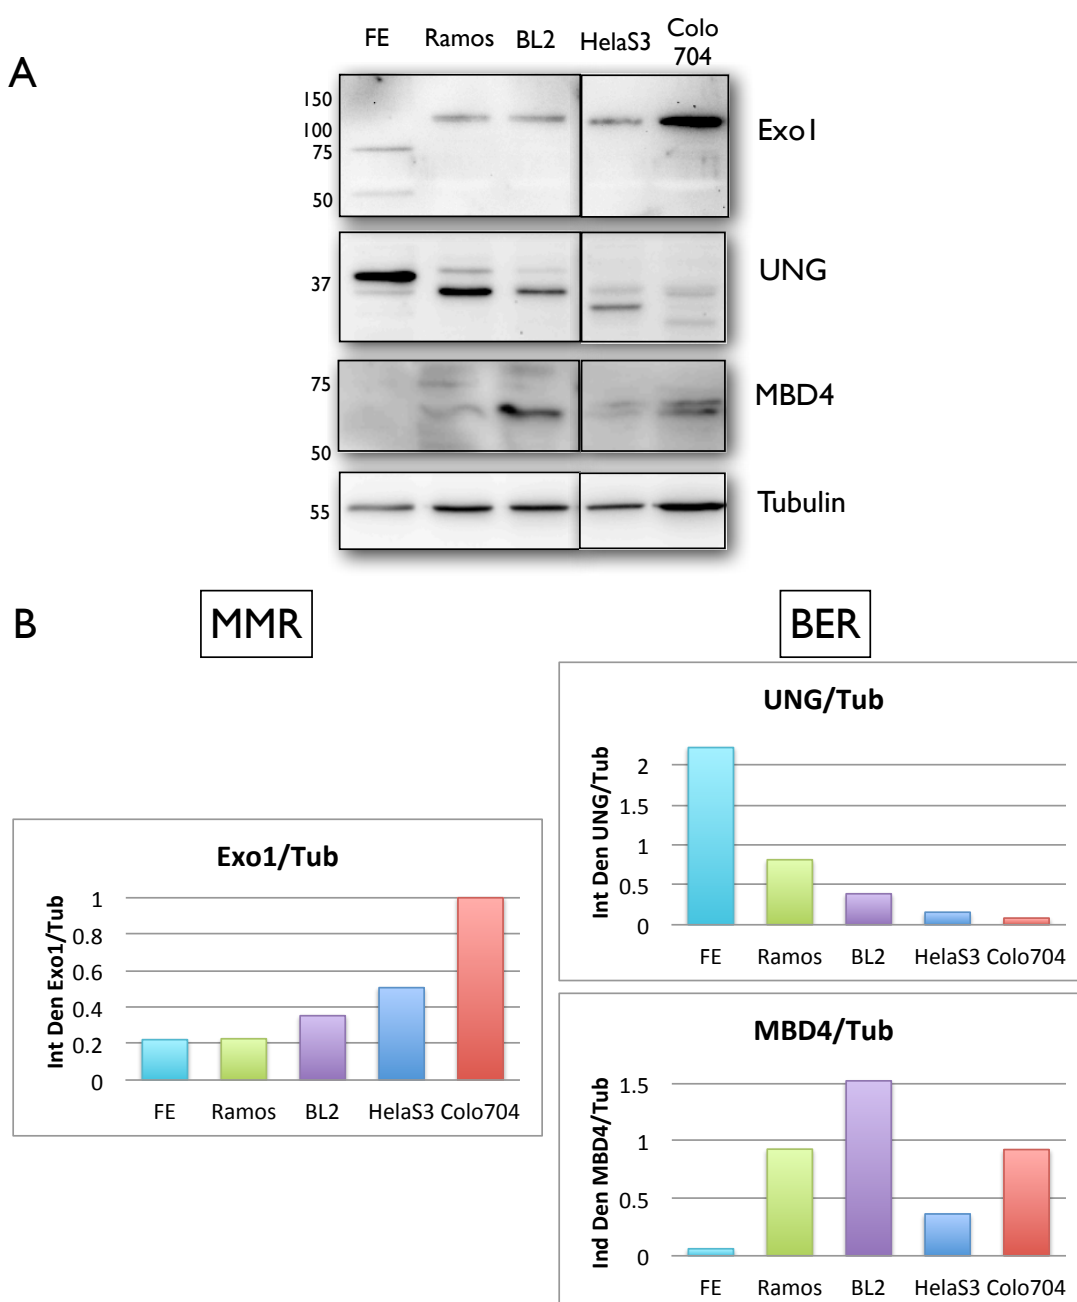 A
FE Ramos BL2 HelaS3 Colo
704
150
100
75
50
Exo1
37
UNG
75
50
MBD4
55
Tubulin
B
MMR
BER
Exo1/Tub
Int Den Exo1/Tub
1
0.8
0.6
0.4
0.2
0
FE Ramos BL2 HelaS3 Colo704
UNG/Tub
Int Den UNG/Tub
2
1.5
1
0.5
0
FE Ramos BL2 HelaS3 Colo704
MBD4/Tub
Ind Den MBD4/Tub
1.5
1
0.5
0
FE Ramos BL2 HelaS3 Colo704